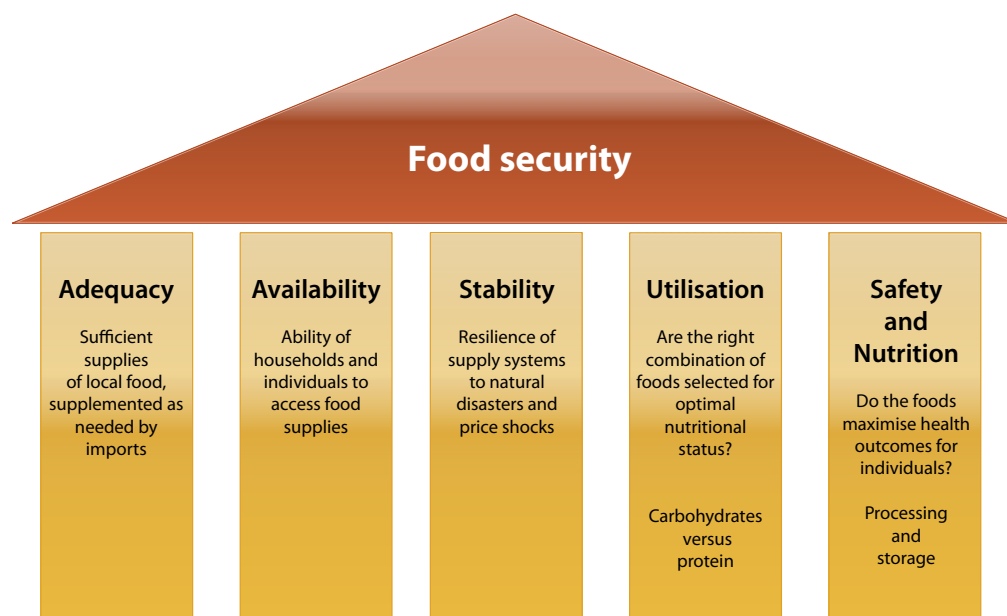 Food security
Adequacy
Sufficient
supplies
of local food,
supplemented as
needed by
imports
Availability
Ability of
households and
individuals to
access food
supplies
Stability
Resilience of
supply systems
to natural
disasters and
price shocks
Utilisation
Are the right
combination of
foods selected for
optimal
nutritional
status?
Carbohydrates
versus
protein
Safety
and
Nutrition
Do the foods
maximise health
outcomes for
individuals?
Processing
and
storage